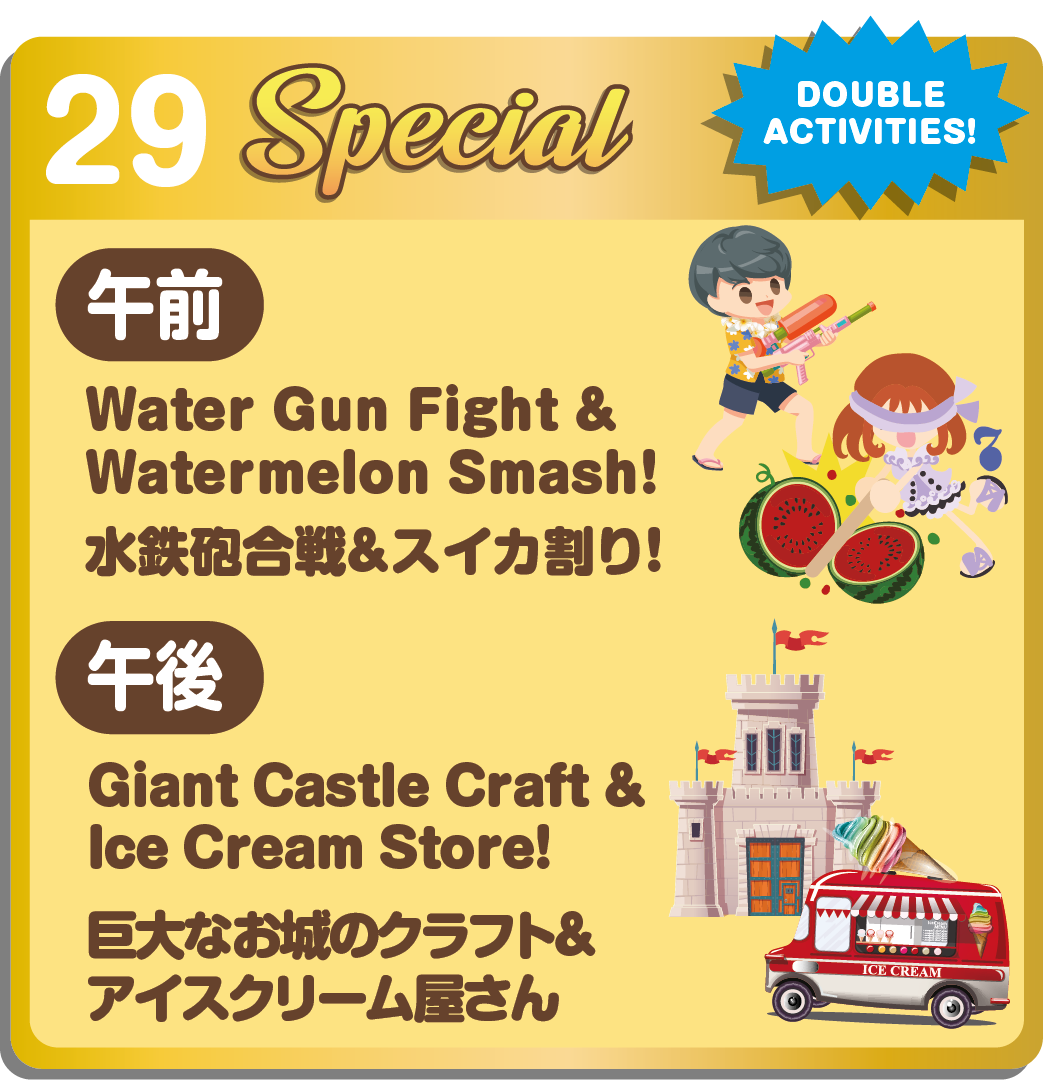 29 Special
DOUBLE
ACTIVITIES!
午前
Water Gun Fight &
Watermelon Smash!
水鉄砲合戦&スイカ割り!
午後
Giant Castle Craft &
Ice Cream Store!
巨大なお城のクラフト&
アイスクリーム屋さん
ICE CREAM